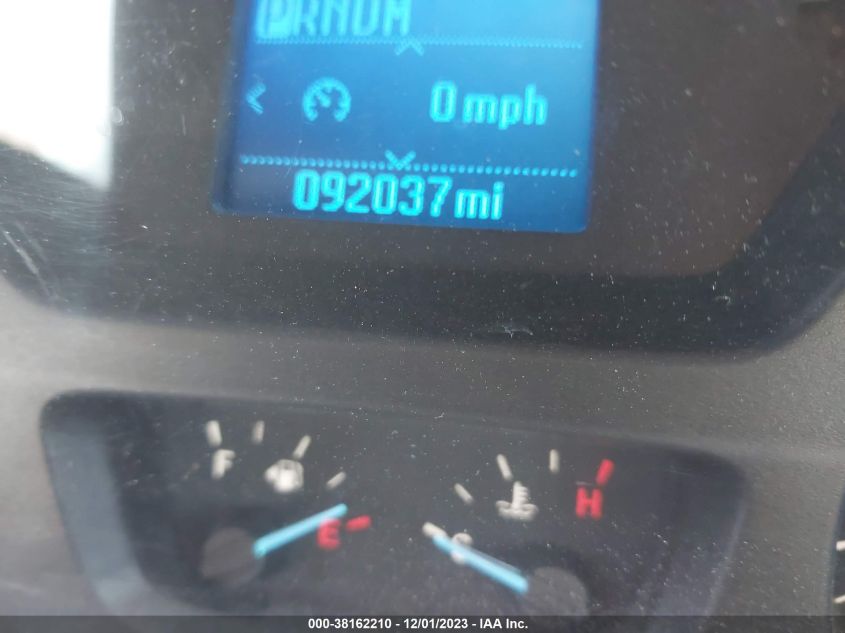 PRNDM
0 mph
092037 mi
F
E
C
H
000-38162210 - 12/01/2023 - IAA Inc.